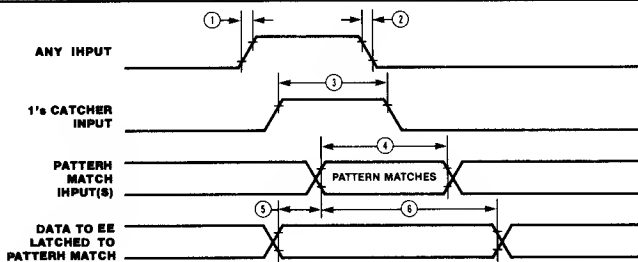 1
2
ANY IHPUT
3
1's CATCHER
INPUT
4
PATTERH
MATCH
IHPUT($)
PATTERN MATCHES
5
6
DATA TO EE
LATCHED TO
PATTERH MATCH